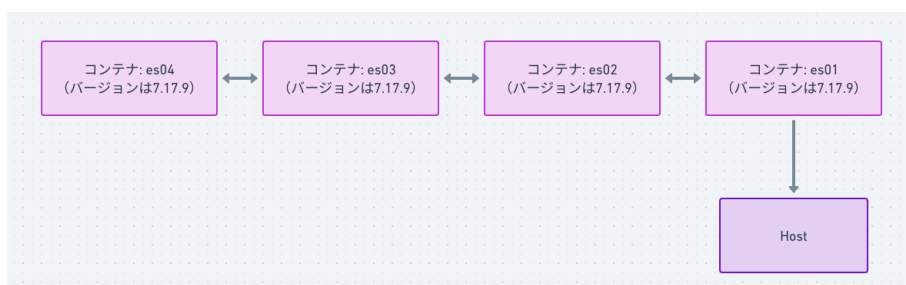 コンテナ: es04
（バージョンは7.17.9）
コンテナ: es03
（バージョンは7.17.9）
コンテナ: es02
（バージョンは7.17.9）
コンテナ: es01
（バージョンは7.17.9）
Host